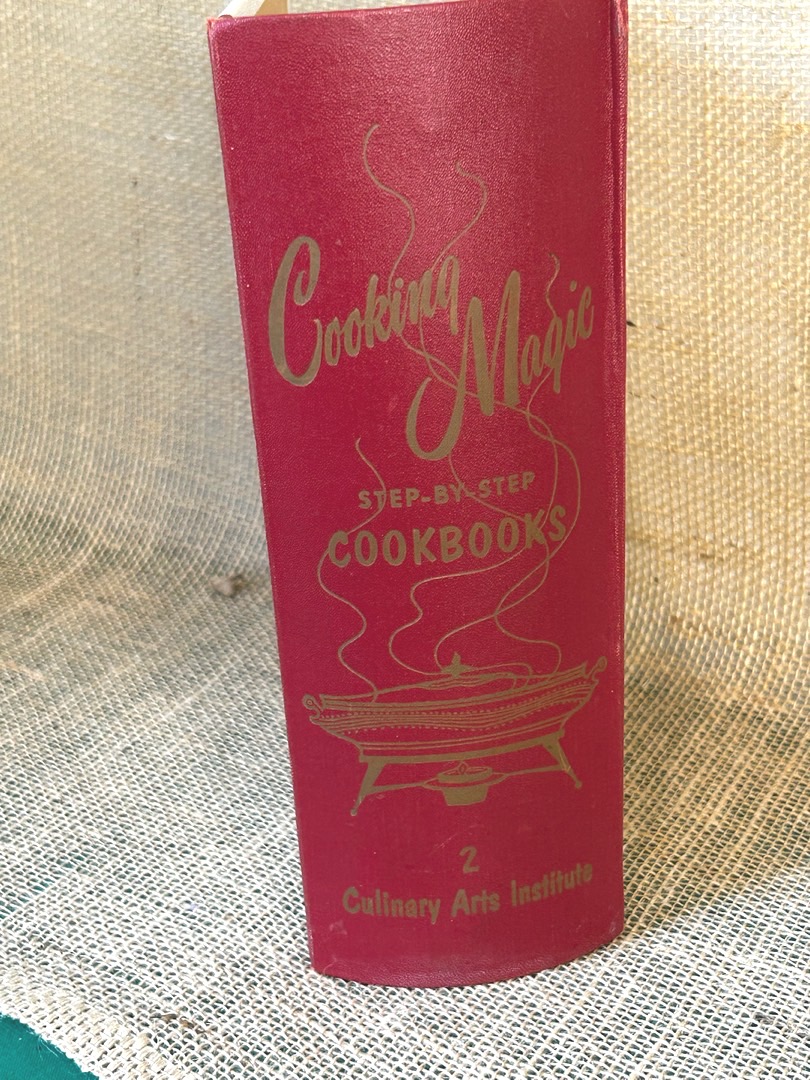 Cooking
Magic
STEP-BY-STEP
COOKBOOKS
2
Culinary Arts Institute